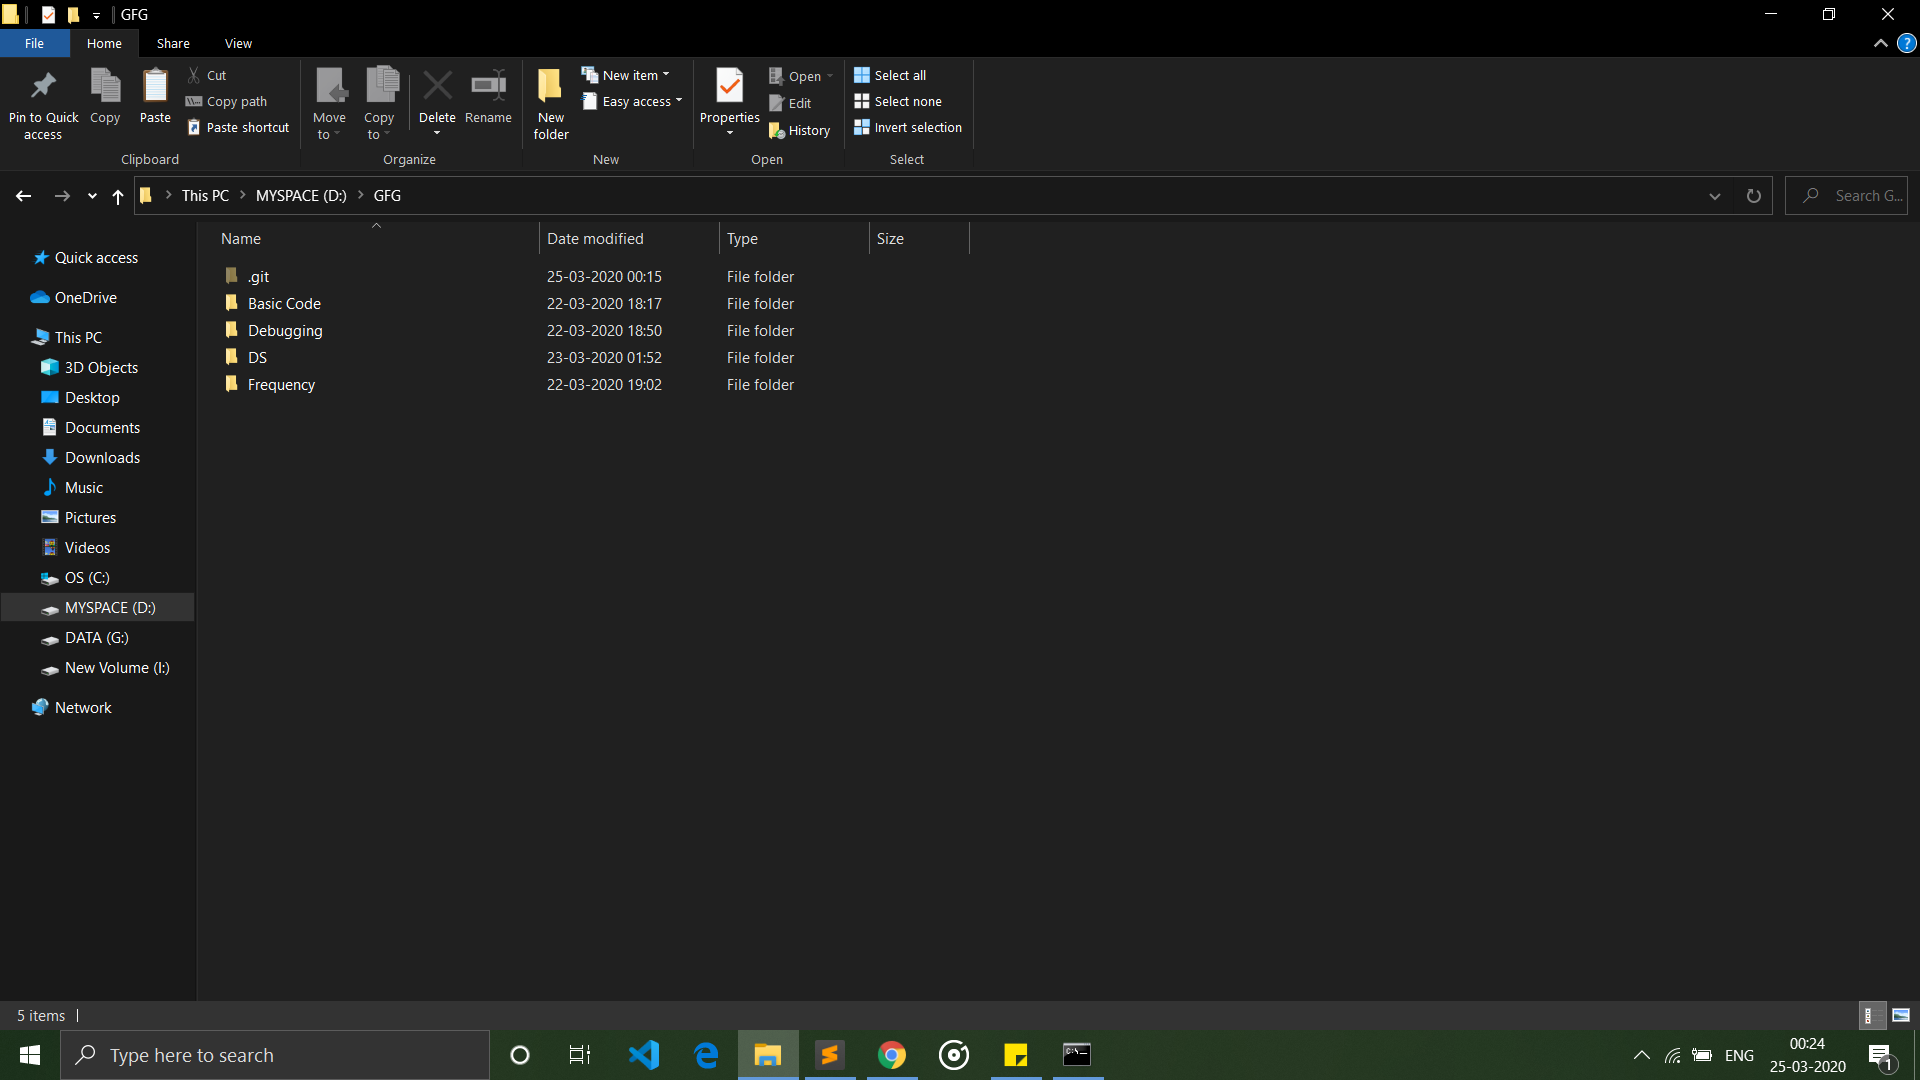 GFG
File Home Share View
Pin to Quick access
Copy
Paste
Cut
Copy path
Paste shortcut
Clipboard
Move to
Copy to
Delete
Rename
Organize
New folder
New item
Easy access
New
Properties
Open
Edit
History
Open
Select all
Select none
Invert selection
Select
This PC MYSPACE (D:) GFG
Search G...
Quick access
OneDrive
This PC
3D Objects
Desktop
Documents
Downloads
Music
Pictures
Videos
OS (C:)
MYSPACE (D:)
DATA (G:)
New Volume (I:)
Network
Name Date modified Type Size
.git 25-03-2020 00:15 File folder
Basic Code 22-03-2020 18:17 File folder
Debugging 22-03-2020 18:50 File folder
DS 23-03-2020 01:52 File folder
Frequency 22-03-2020 19:02 File folder
5 items
Type here to search
ENG
00:24
25-03-2020
1